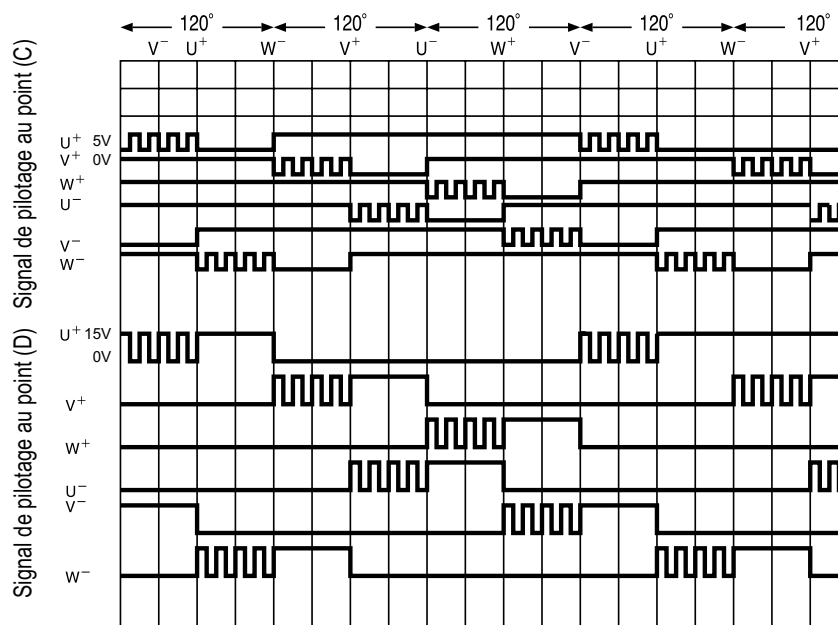 120° 120° 120° 120° 120°
V⁻ U⁺ W⁻ V⁺ U⁻ W⁺ V⁻ U⁺ W⁻ V⁺
Signal de pilotage au point (C)
U⁺ 5V
V⁺ 0V
W⁺
U⁻
V⁻
W⁻
Signal de pilotage au point (D)
U⁺ 15V
0V
V⁺
W⁺
U⁻
V⁻
W⁻